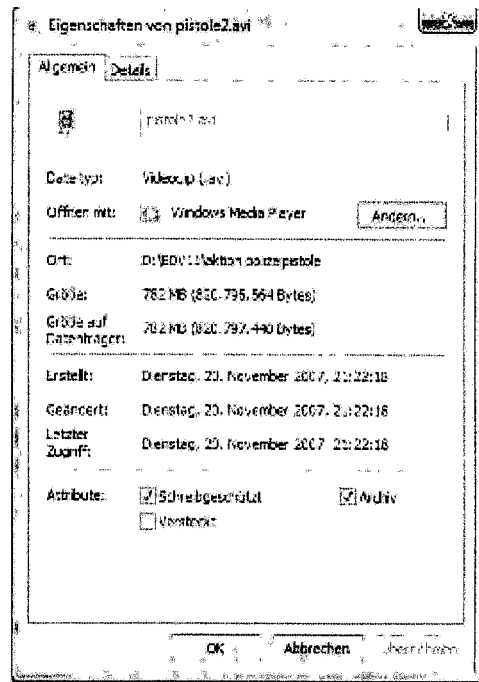 Eigenschaften von pistole2.avi
Allgemein Details
pistole2.avi
Dateityp: Videoclip (.avi)
Öffnen mit: Windows Media Player Ändern...
Ort:
Größe: 782 MB (820.795.564 Bytes)
Größe auf Datenträger: 782 MB (820.797.440 Bytes)
Erstellt: Dienstag, 20. November 2007, 21:22:18
Geändert: Dienstag, 20. November 2007, 21:22:18
Letzter Zugriff: Dienstag, 20. November 2007, 21:22:18
Attribute: Schreibgeschützt Archiv
Versteckt
OK Abbrechen Übernehmen